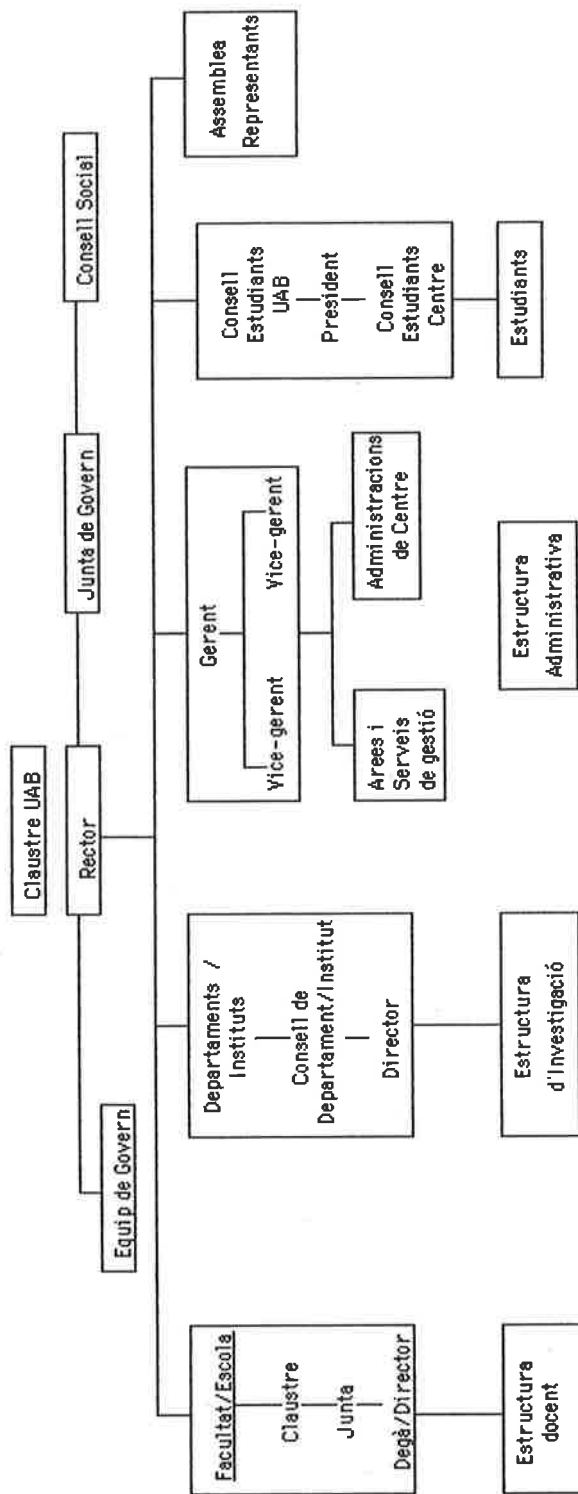 Claustre UAB
Equip de Govern
Rector
Junta de Govern
Consell Social
Facultat/Escola
Claustre
Junta
Degà/Director
Estructura
docent
Departaments /
Instituts
Consell de
Departament/Institut
Director
Estructura
d'Investigació
Gerent
Vice-gerent
Vice-gerent
Arees i
Serveis
de gestió
Administracions
de Centre
Estructura
Administrativa
Consell
Estudiants
UAB
President
Consell
Estudiants
Centre
Estudiants
Assemblea
Representants